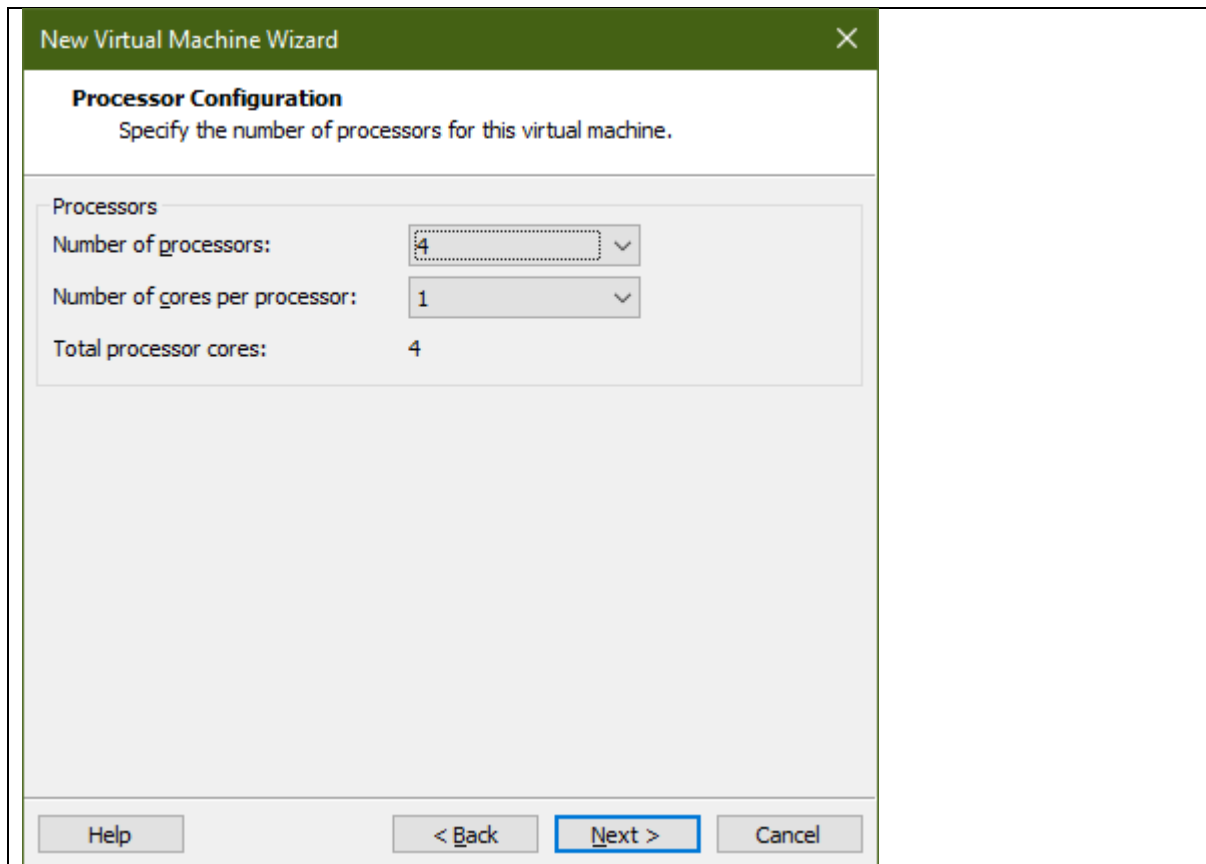 New Virtual Machine Wizard
Processor Configuration
Specify the number of processors for this virtual machine.
Processors
Number of processors: 4
Number of cores per processor: 1
Total processor cores: 4
Help < Back Next > Cancel